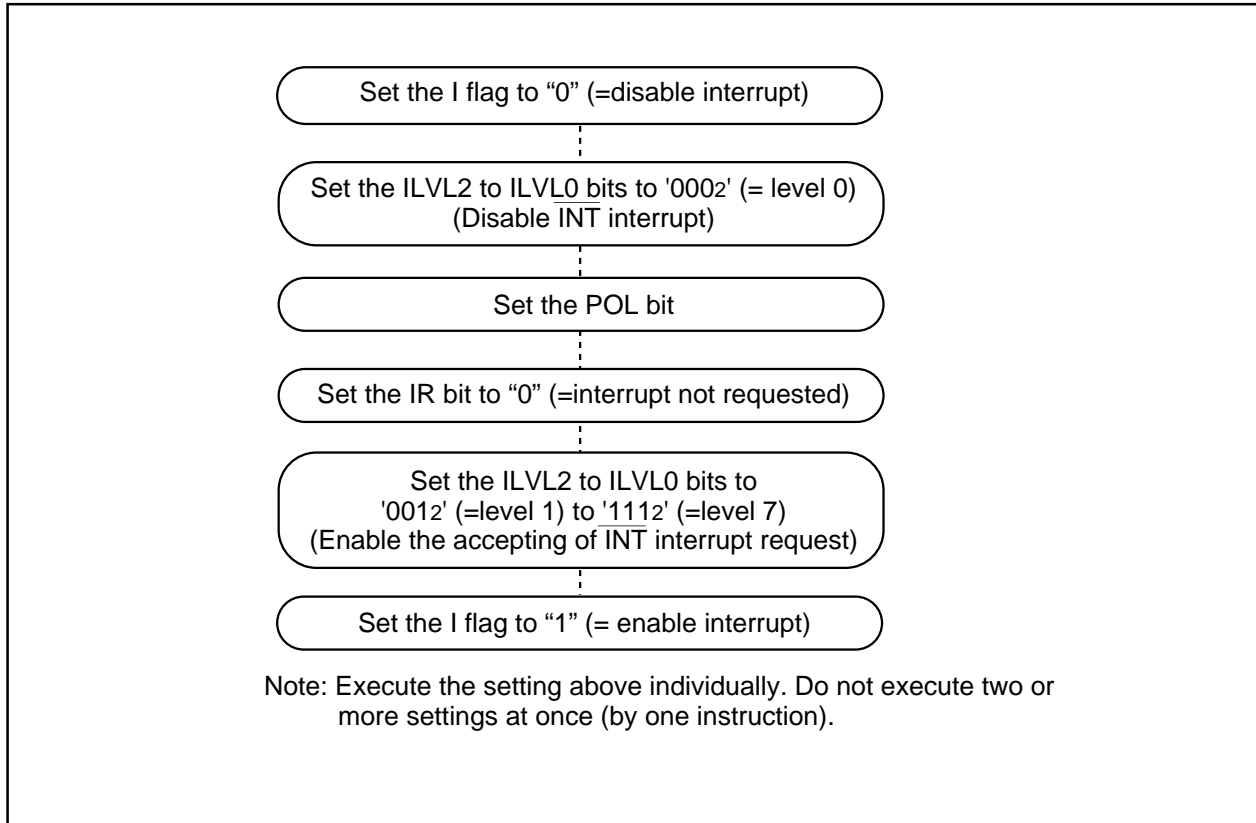 Set the I flag to “0” (=disable interrupt)
Set the ILVL2 to ILVL0 bits to '0002' (= level 0)
(Disable INT interrupt)
Set the POL bit
Set the IR bit to “0” (=interrupt not requested)
Set the ILVL2 to ILVL0 bits to
'0012' (=level 1) to '1112' (=level 7)
(Enable the accepting of INT interrupt request)
Set the I flag to “1” (= enable interrupt)
Note: Execute the setting above individually. Do not execute two or
more settings at once (by one instruction).